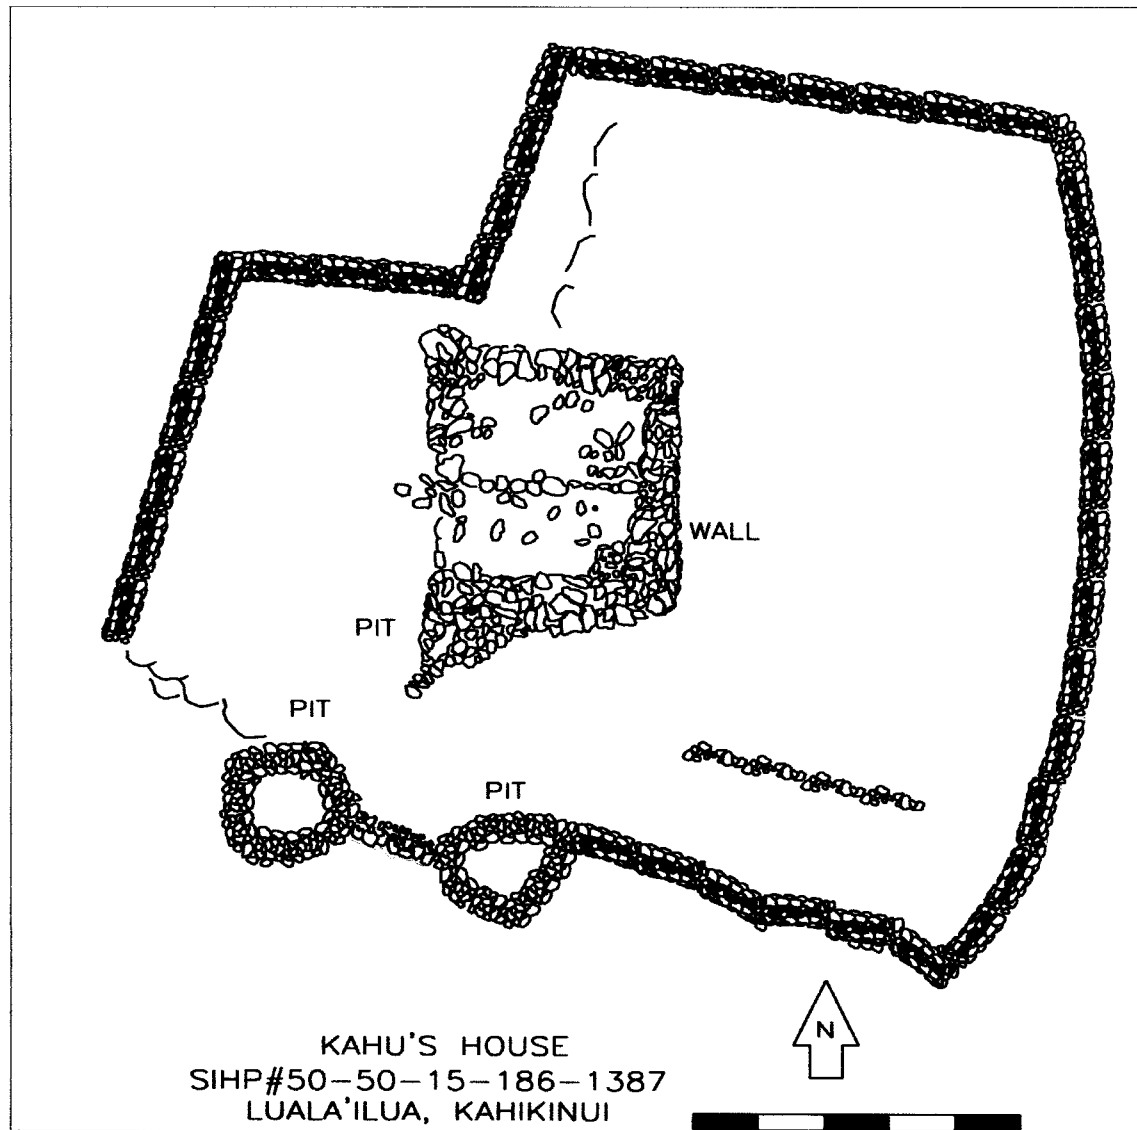 WALL
PIT
PIT
PIT
N
KAHU'S HOUSE
SIHP#50-50-15-186-1387
LUALA'ILUA, KAHIKINUI